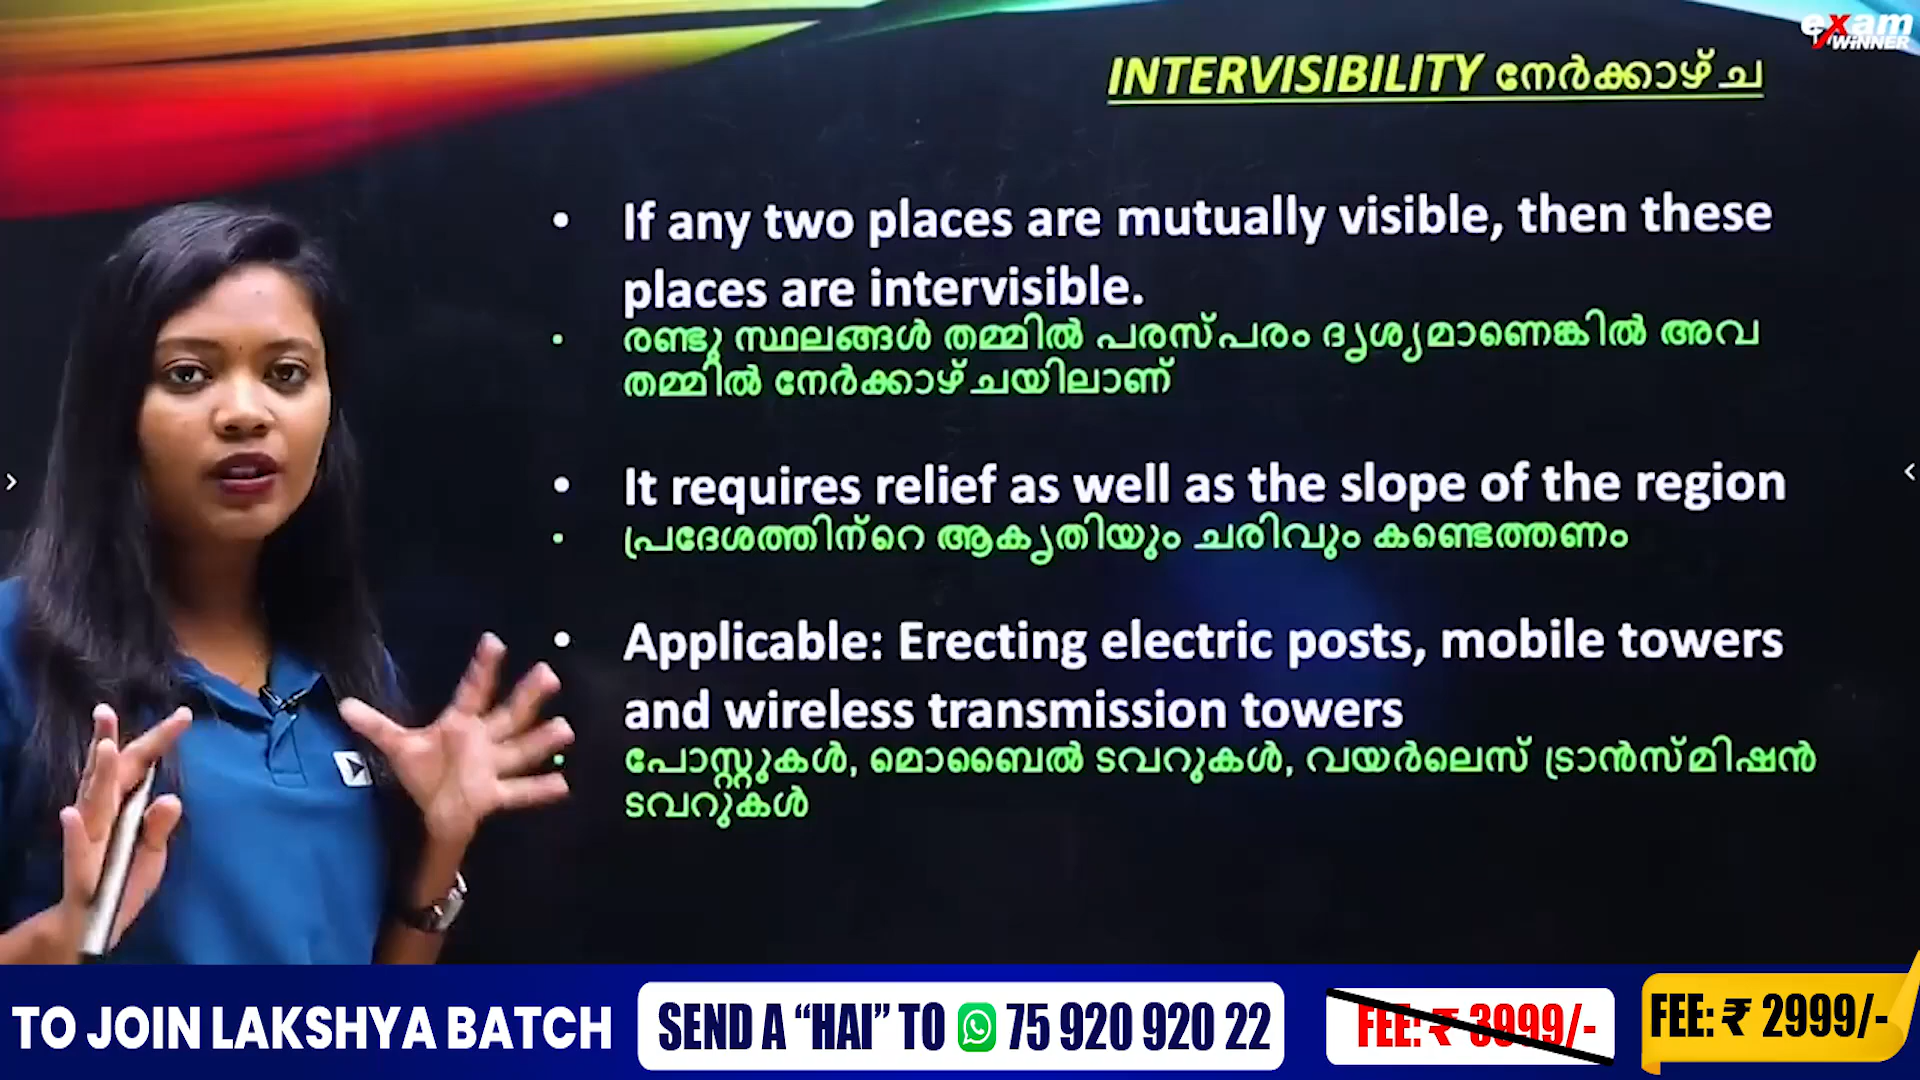 exam
WINNER
INTERVISIBILITY നേർക്കാഴ്ച
• If any two places are mutually visible, then these
places are intervisible.
• രണ്ടു സ്ഥലങ്ങൾ തമ്മിൽ പരസ്പരം ദൃശ്യമാണെങ്കിൽ അവ
തമ്മിൽ നേർക്കാഴ്ചയിലാണ്
• It requires relief as well as the slope of the region
• പ്രദേശത്തിന്റെ ആകൃതിയും ചരിവും കണ്ടെത്തണം
• Applicable: Erecting electric posts, mobile towers
and wireless transmission towers
• പോസ്റ്റുകൾ, മൊബൈൽ ടവറുകൾ, വയർലെസ് ട്രാൻസ്മിഷൻ
ടവറുകൾ
TO JOIN LAKSHYA BATCH SEND A “HAI” TO 75 920 920 22 FEE: ₹ 3999/- FEE: ₹ 2999/-